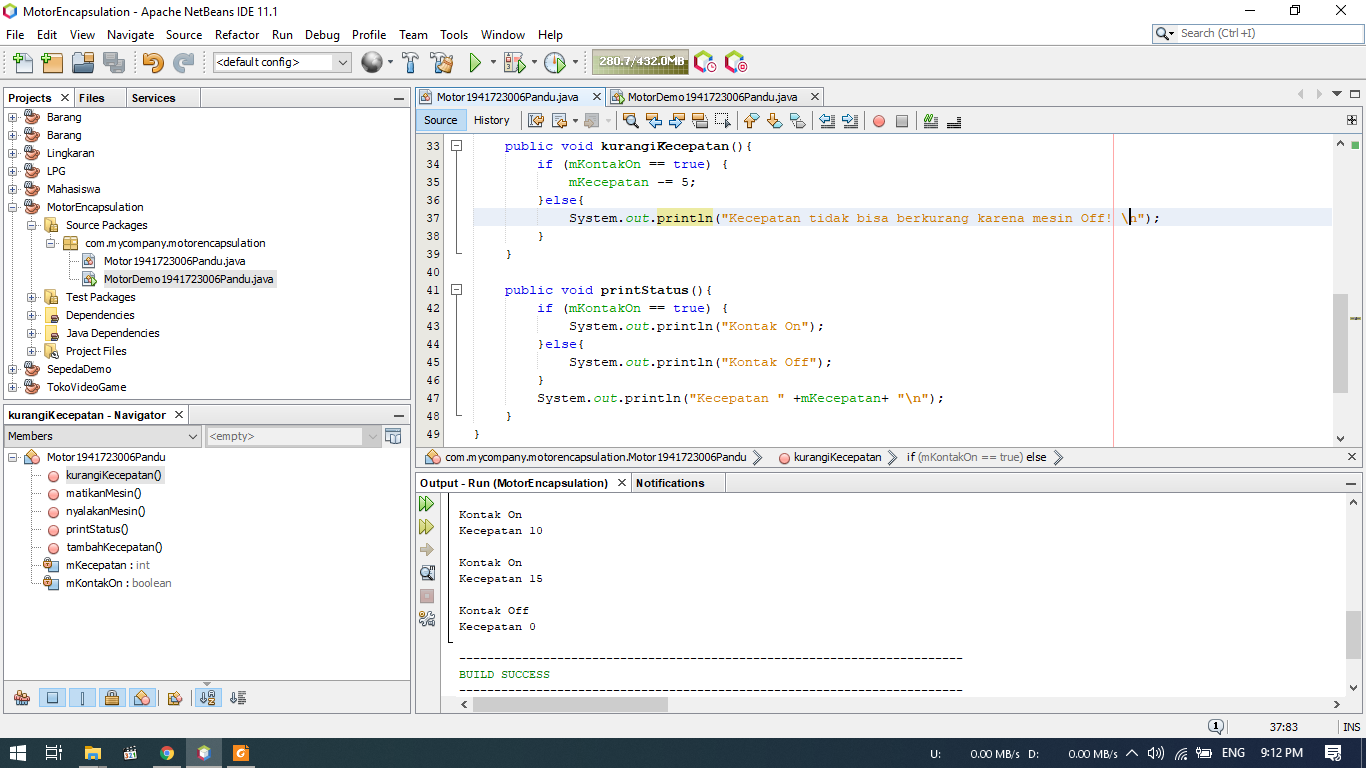 MotorEncapsulation - Apache NetBeans IDE 11.1
File Edit View Navigate Source Refactor Run Debug Profile Team Tools Window Help
Search (Ctrl+I)
<default config>
280.7/432.0MB
Projects Files Services
Barang
Barang
Lingkaran
LPG
Mahasiswa
MotorEncapsulation
Source Packages
com.mycompany.motorencapsulation
Motor1941723006Pandu.java
MotorDemo1941723006Pandu.java
Test Packages
Dependencies
Java Dependencies
Project Files
SepedaDemo
TokoVideoGame
kurangiKecepatan - Navigator
Members
<empty>
Motor1941723006Pandu
kurangiKecepatan()
matikanMesin()
nyalakanMesin()
printStatus()
tambahKecepatan()
mKecepatan : int
mKontakOn : boolean
Motor1941723006Pandu.java MotorDemo1941723006Pandu.java
Source History
33 public void kurangiKecepatan(){
34 if (mKontakOn == true) {
35 mKecepatan -= 5;
36 }else{
37 System.out.println("Kecepatan tidak bisa berkurang karena mesin Off! \n");
38 }
39 }
40
41 public void printStatus(){
42 if (mKontakOn == true) {
43 System.out.println("Kontak On");
44 }else{
45 System.out.println("Kontak Off");
46 }
47 System.out.println("Kecepatan " +mKecepatan+ "\n");
48 }
49 }
com.mycompany.motorencapsulation.Motor1941723006Pandu kurangiKecepatan if (mKontakOn == true) else
Output - Run (MotorEncapsulation) Notifications
Kontak On
Kecepatan 10
Kontak On
Kecepatan 15
Kontak Off
Kecepatan 0
------------------------------------------------------------------------
BUILD SUCCESS
------------------------------------------------------------------------
1 37:83 INS
U: 0.00 MB/s D: 0.00 MB/s ENG 9:12 PM